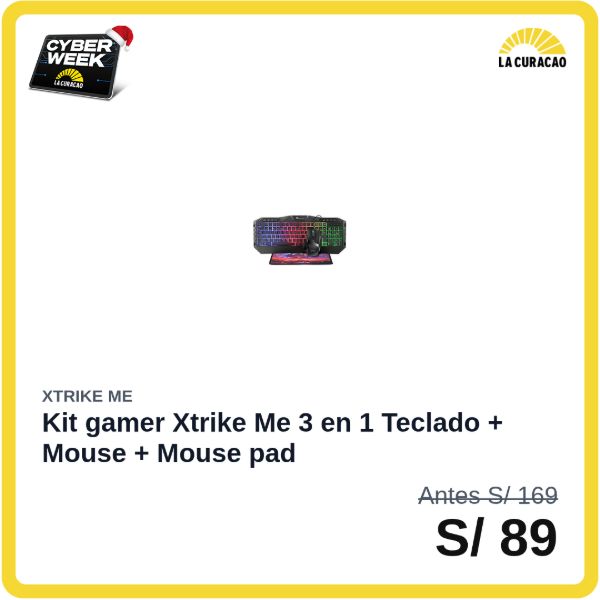 CYBER
WEEK
LA CURACAO
LA CURACAO
XTRIKE ME
Kit gamer Xtrike Me 3 en 1 Teclado +
Mouse + Mouse pad
Antes S/ 169
S/ 89